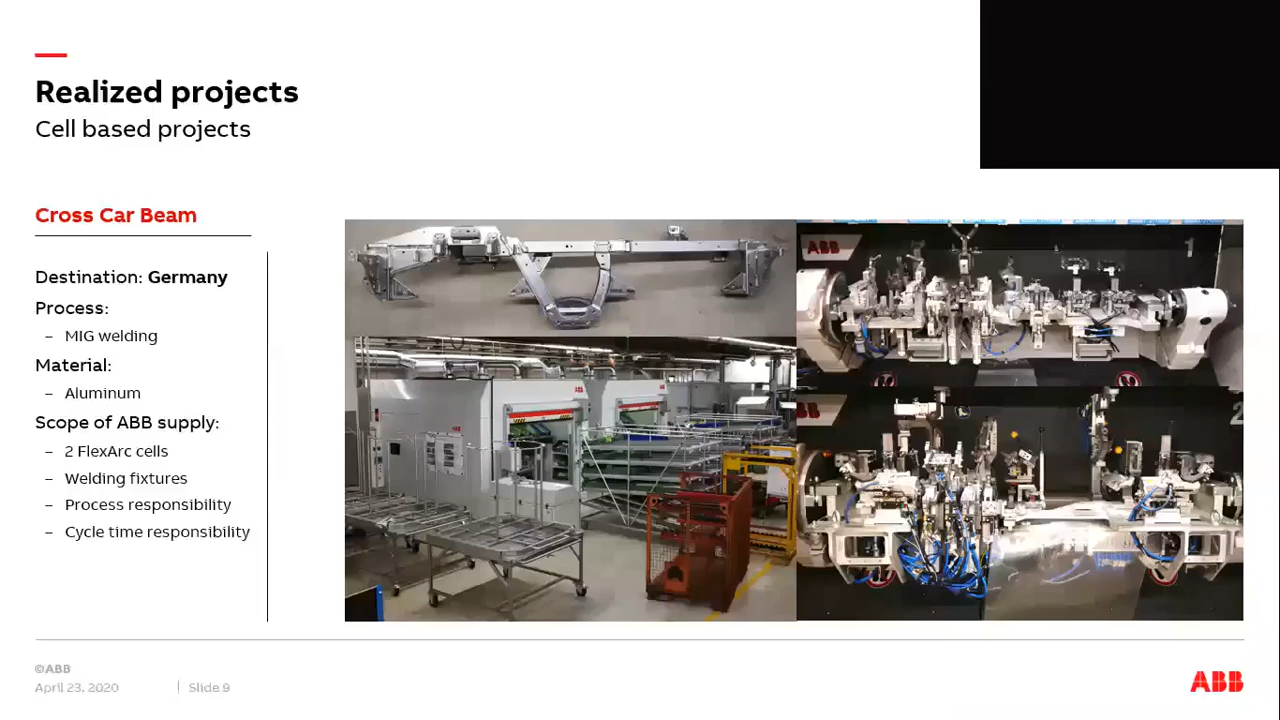 Realized projects
Cell based projects
Cross Car Beam
Destination: Germany
Process:
– MIG welding
Material:
– Aluminum
Scope of ABB supply:
– 2 FlexArc cells
– Welding fixtures
– Process responsibility
– Cycle time responsibility
ABB
ABB
ABB
2
©ABB
April 23, 2020
Slide 9
ABB